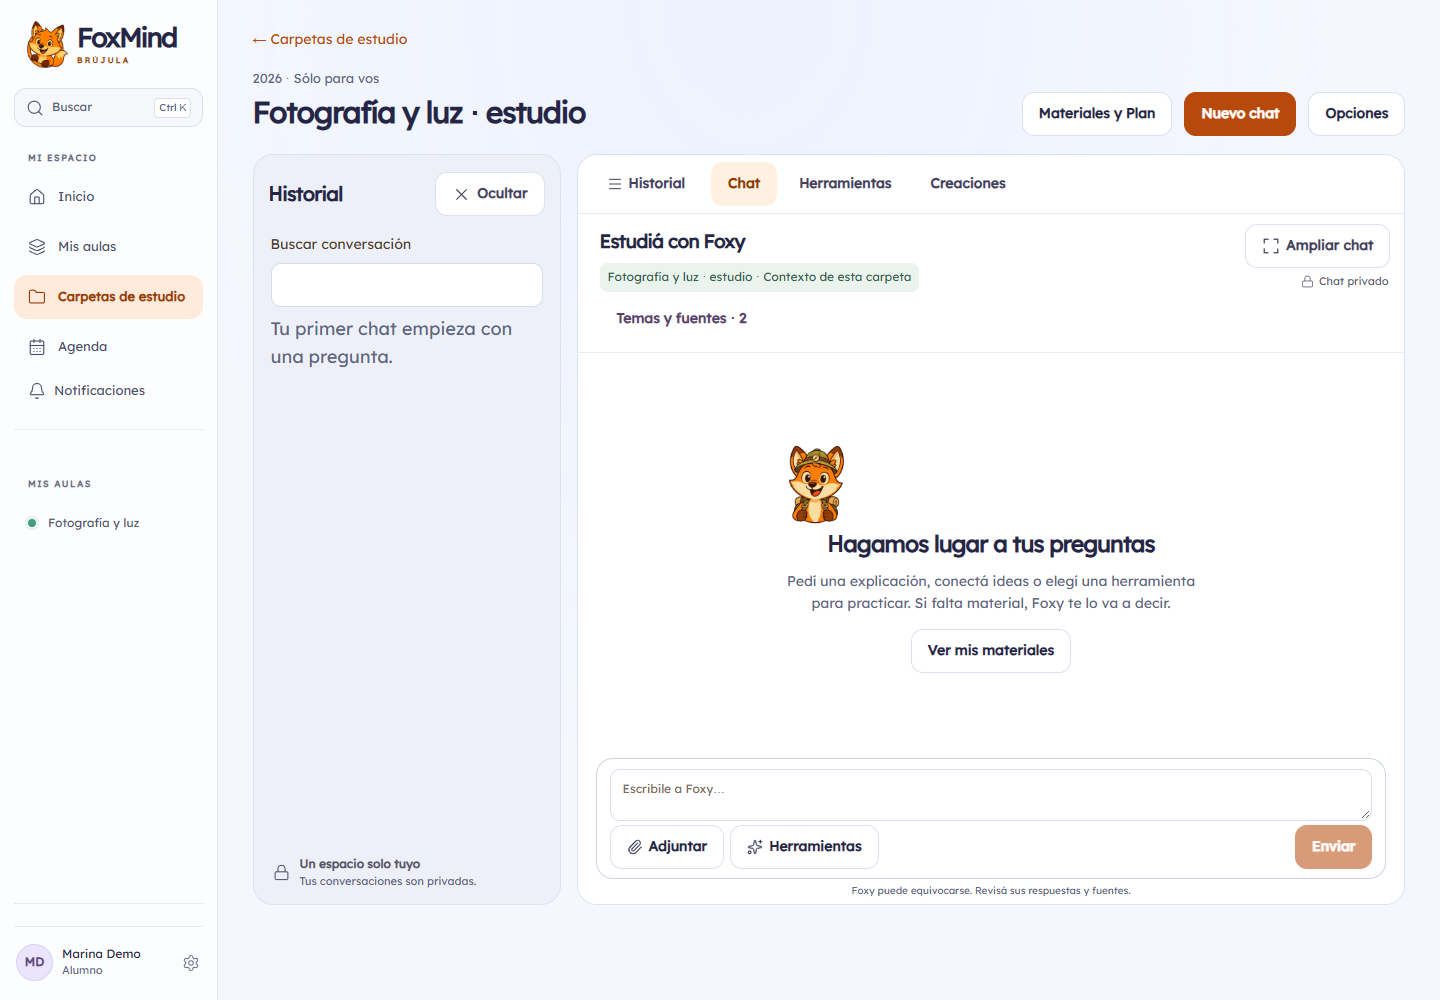 FoxMind
BRÚJULA
Buscar
Ctrl K
MI ESPACIO
Inicio
Mis aulas
Carpetas de estudio
Agenda
Notificaciones
MIS AULAS
Fotografía y luz
MD
Marina Demo
Alumno
← Carpetas de estudio
2026 · Sólo para vos
Fotografía y luz · estudio
Materiales y Plan
Nuevo chat
Opciones
Historial
Ocultar
Buscar conversación
Tu primer chat empieza con
una pregunta.
Un espacio solo tuyo
Tus conversaciones son privadas.
Historial
Chat
Herramientas
Creaciones
Estudiá con Foxy
Fotografía y luz · estudio · Contexto de esta carpeta
Ampliar chat
Chat privado
Temas y fuentes · 2
Hagamos lugar a tus preguntas
Pedí una explicación, conectá ideas o elegí una herramienta
para practicar. Si falta material, Foxy te lo va a decir.
Ver mis materiales
Escribile a Foxy...
Adjuntar
Herramientas
Enviar
Foxy puede equivocarse. Revisá sus respuestas y fuentes.